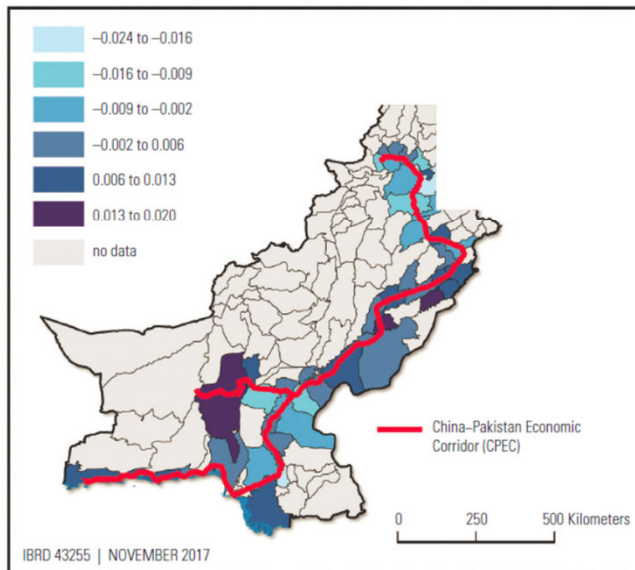 –0.024 to –0.016
–0.016 to –0.009
–0.009 to –0.002
–0.002 to 0.006
0.006 to 0.013
0.013 to 0.020
no data
China–Pakistan Economic
Corridor (CPEC)
0 250 500 Kilometers
IBRD 43255 | NOVEMBER 2017